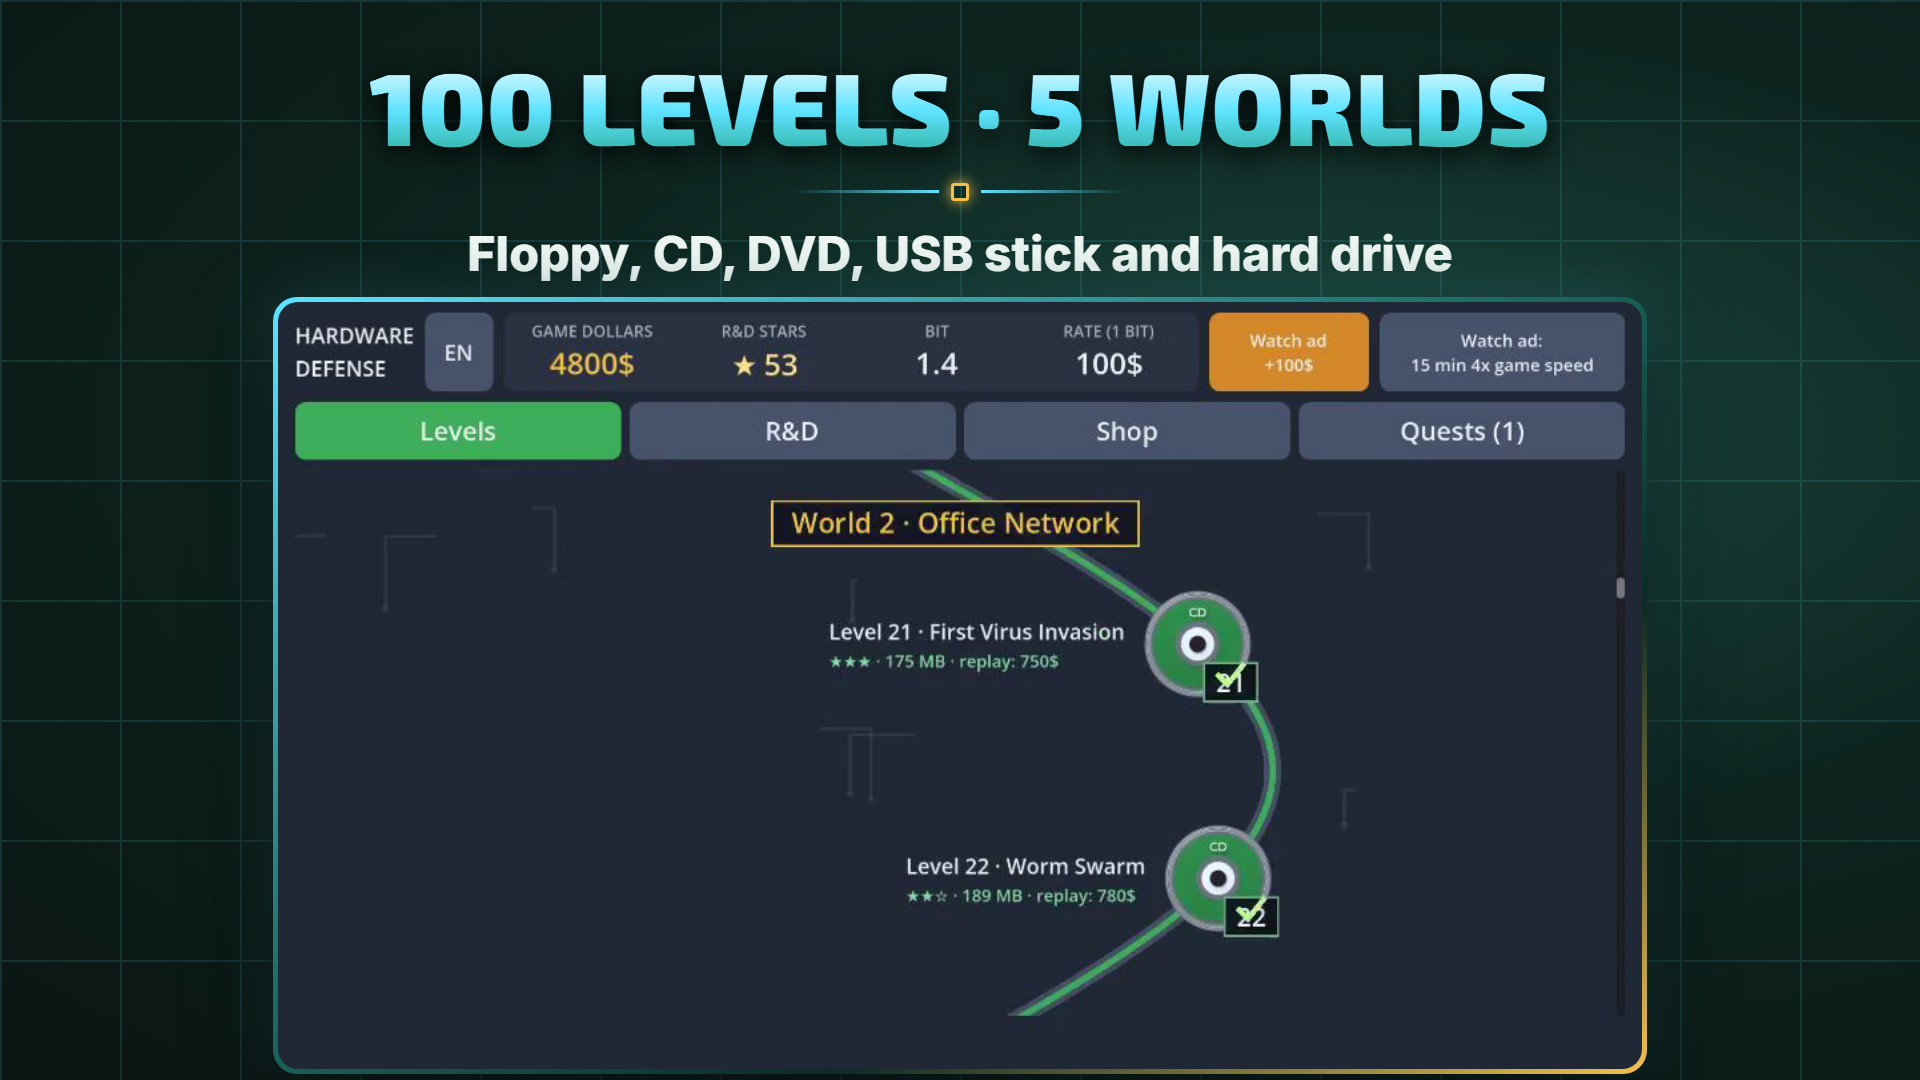 100 LEVELS · 5 WORLDS
Floppy, CD, DVD, USB stick and hard drive
HARDWARE
DEFENSE
EN
GAME DOLLARS
4800$
R&D STARS
★ 53
BIT
1.4
RATE (1 BIT)
100$
Watch ad
+100$
Watch ad:
15 min 4x game speed
Levels
R&D
Shop
Quests (1)
World 2 · Office Network
CD
Level 21 · First Virus Invasion
★★★ · 175 MB · replay: 750$
21
CD
Level 22 · Worm Swarm
★★☆ · 189 MB · replay: 780$
22